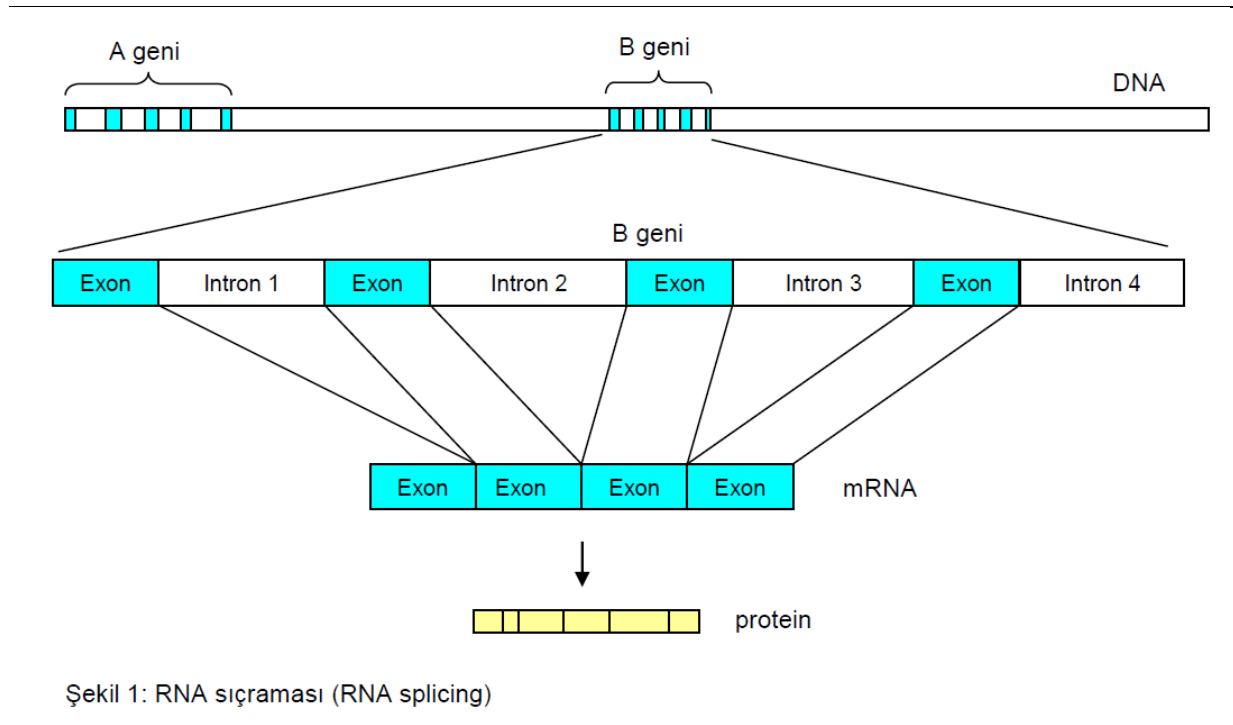 A geni
B geni
DNA
B geni
Exon Intron 1 Exon Intron 2 Exon Intron 3 Exon Intron 4
Exon Exon Exon Exon mRNA
protein
Şekil 1: RNA sıçraması (RNA splicing)